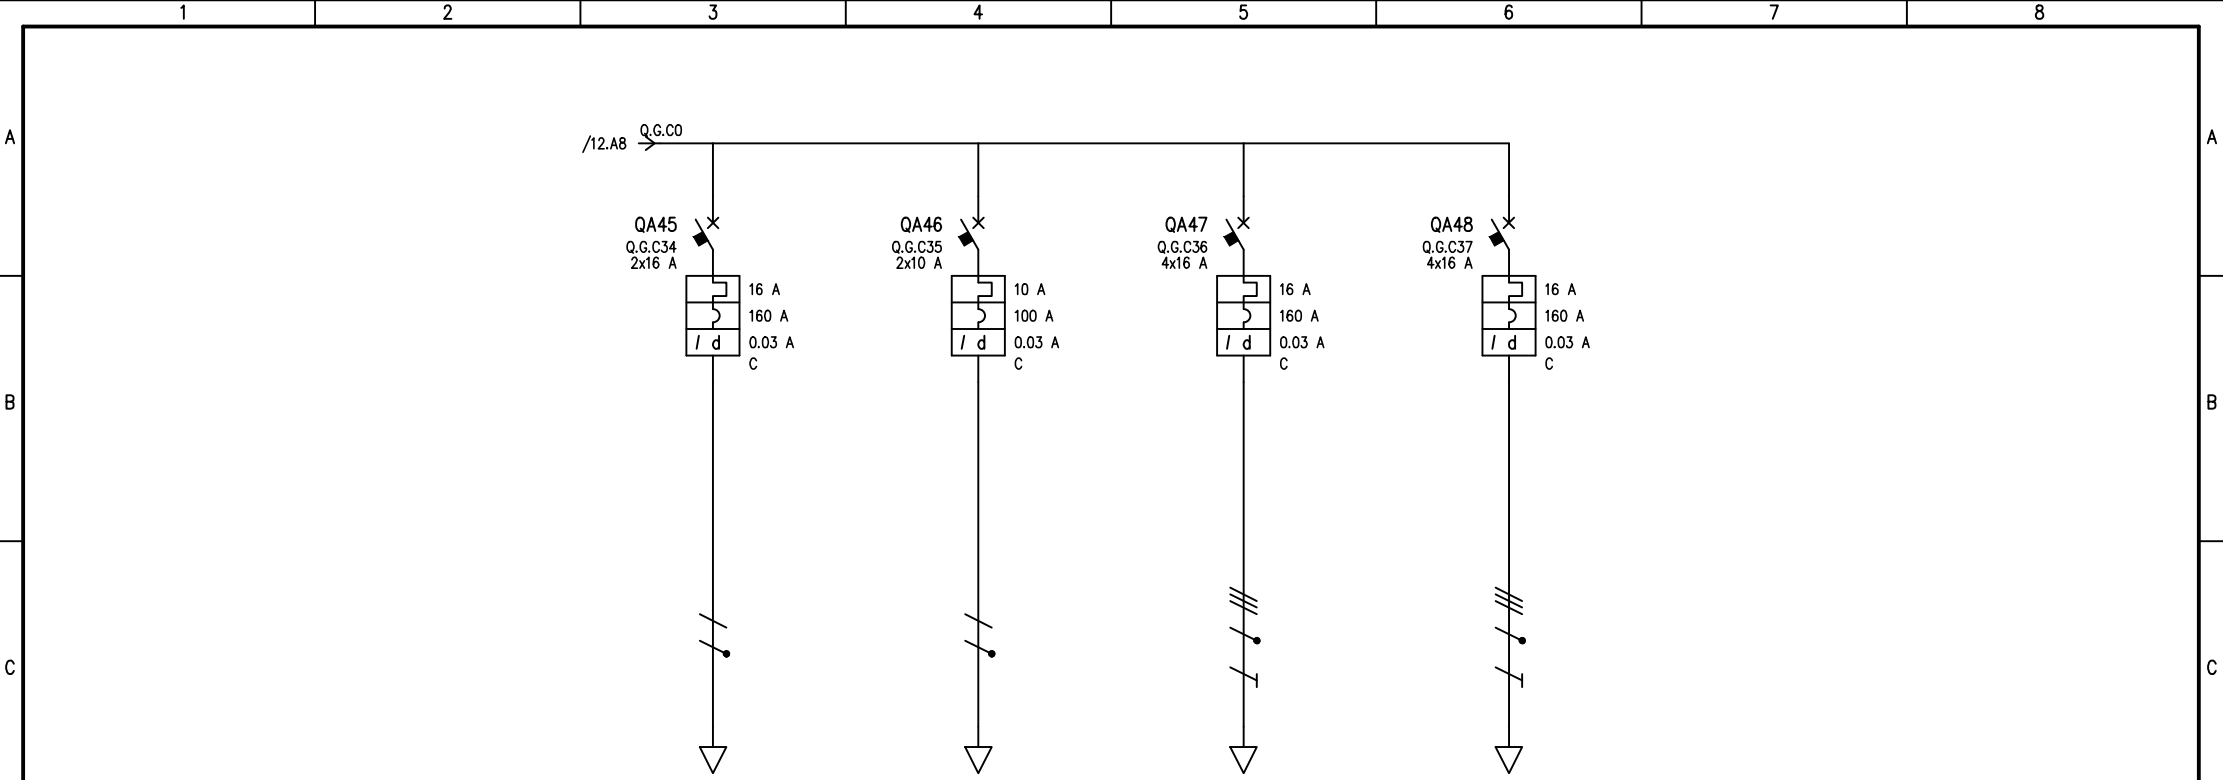 1 2 3 4 5 6 7 8
A A
Q.G.C0
/12.A8
QA45 QA46 QA47 QA48
Q.G.C34 Q.G.C35 Q.G.C36 Q.G.C37
2x16 A 2x10 A 4x16 A 4x16 A
16 A 10 A 16 A 16 A
160 A 100 A 160 A 160 A
I d 0.03 A I d 0.03 A I d 0.03 A I d 0.03 A
C C C C
B B
C C